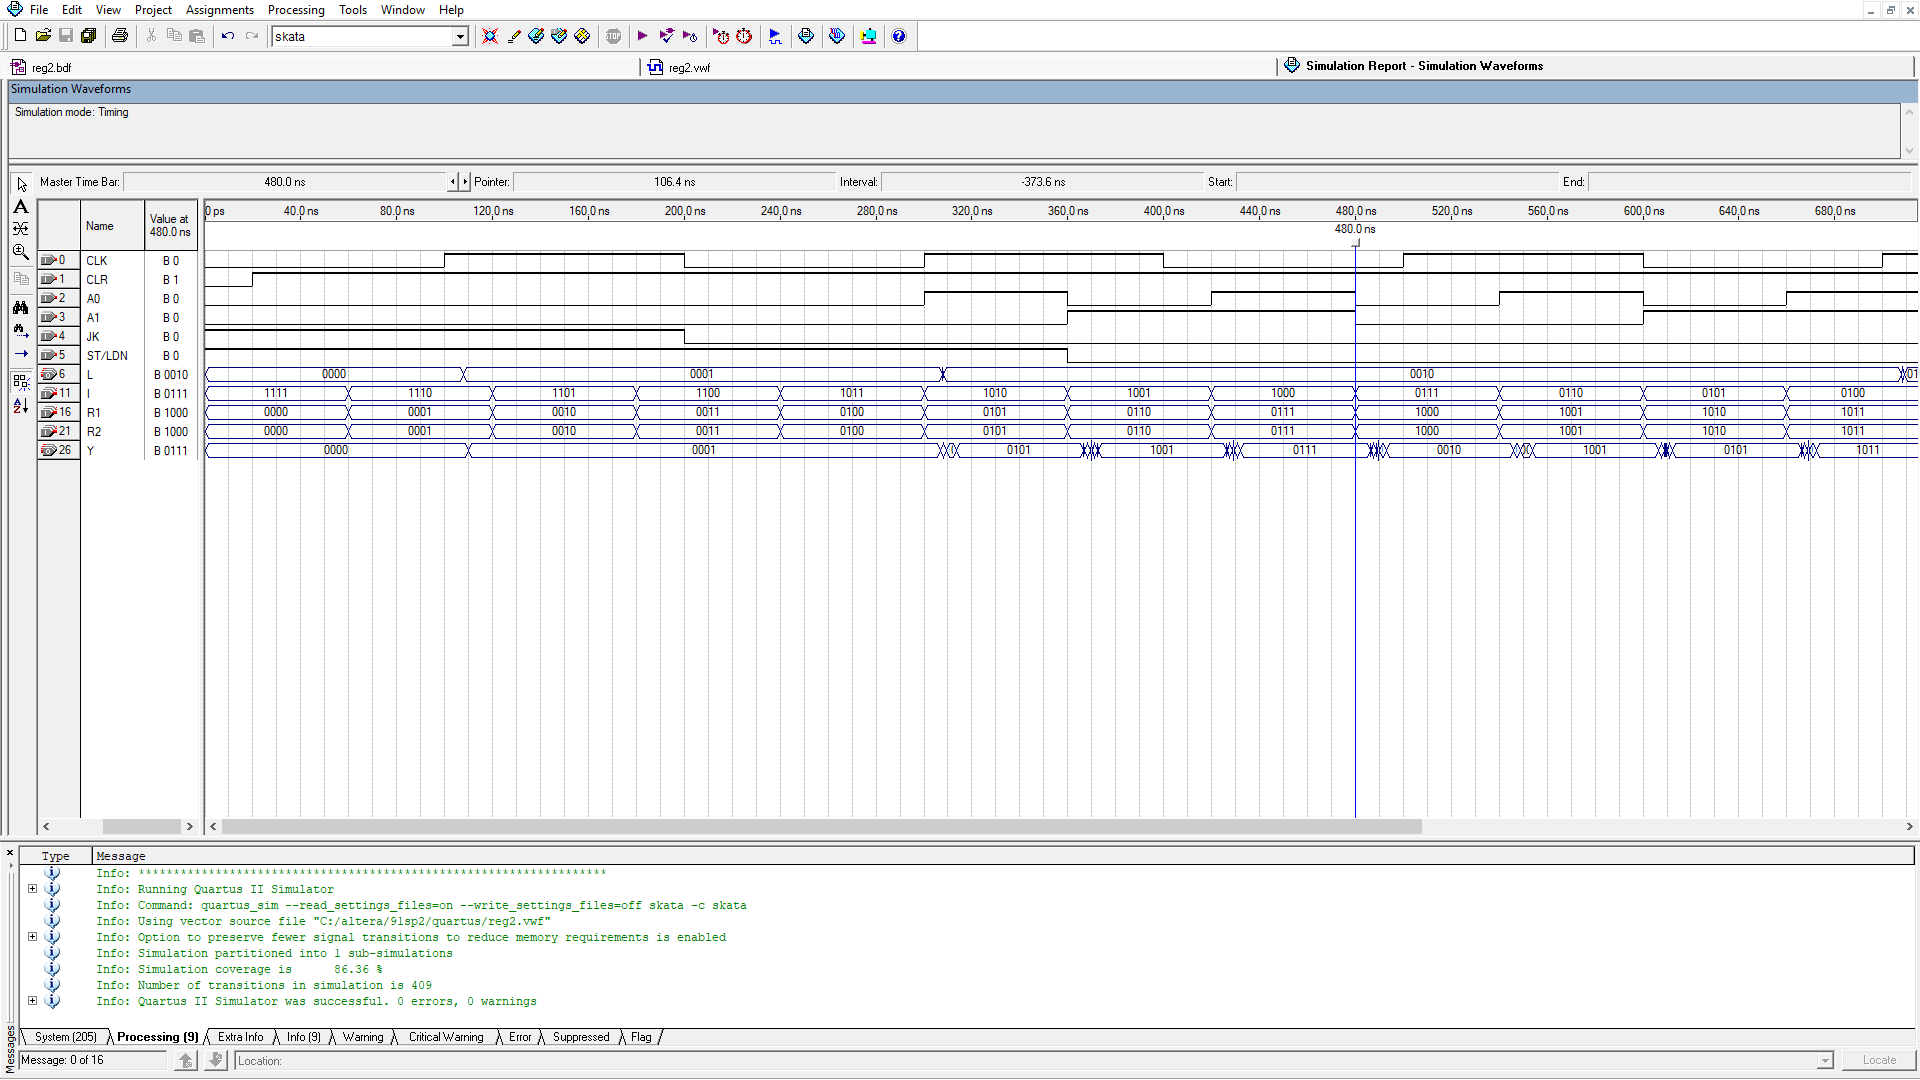 File Edit View Project Assignments Processing Tools Window Help
skata
reg2.bdf reg2.vwf Simulation Report - Simulation Waveforms
Simulation Waveforms
Simulation mode: Timing
Master Time Bar: 480.0 ns Pointer: 106.4 ns Interval: -373.6 ns Start: End:
Name Value at 480.0 ns
0 ps 40.0 ns 80.0 ns 120.0 ns 160.0 ns 200.0 ns 240.0 ns 280.0 ns 320.0 ns 360.0 ns 400.0 ns 440.0 ns 480.0 ns 520.0 ns 560.0 ns 600.0 ns 640.0 ns 680.0 ns
480.0 ns
0 CLK B 0
1 CLR B 1
2 A0 B 0
3 A1 B 0
4 JK B 0
5 ST/LDN B 0
6 L B 0010 0000 0001 0010 01
11 I B 0111 1111 1110 1101 1100 1011 1010 1001 1000 0111 0110 0101 0100
16 R1 B 1000 0000 0001 0010 0011 0100 0101 0110 0111 1000 1001 1010 1011
21 R2 B 1000 0000 0001 0010 0011 0100 0101 0110 0111 1000 1001 1010 1011
26 Y B 0111 0000 0001 0101 1001 0111 0010 1001 0101 1011
Type Message
Info: *******************************************************************
Info: Running Quartus II Simulator
Info: Command: quartus_sim --read_settings_files=on --write_settings_files=off skata -c skata
Info: Using vector source file "C:/altera/91sp2/quartus/reg2.vwf"
Info: Option to preserve fewer signal transitions to reduce memory requirements is enabled
Info: Simulation partitioned into 1 sub-simulations
Info: Simulation coverage is 86.36 %
Info: Number of transitions in simulation is 409
Info: Quartus II Simulator was successful. 0 errors, 0 warnings
System (205) Processing (9) Extra Info Info (9) Warning Critical Warning Error Suppressed Flag
Messages
Message: 0 of 16 Location: Locate